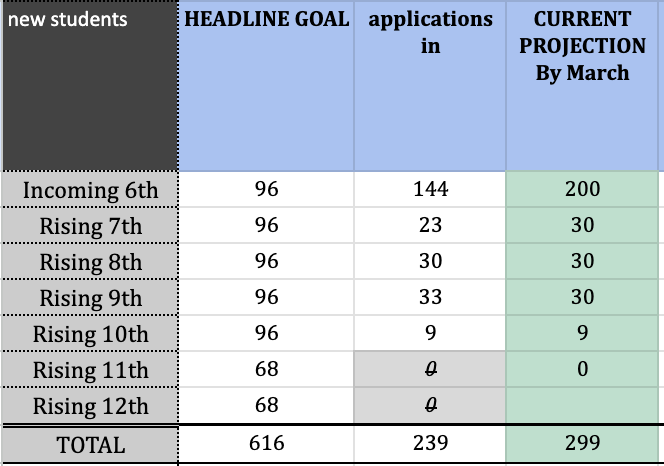 new students HEADLINE GOAL applications in CURRENT PROJECTION By March
Incoming 6th 96 144 200
Rising 7th 96 23 30
Rising 8th 96 30 30
Rising 9th 96 33 30
Rising 10th 96 9 9
Rising 11th 68 0 0
Rising 12th 68 0
TOTAL 616 239 299